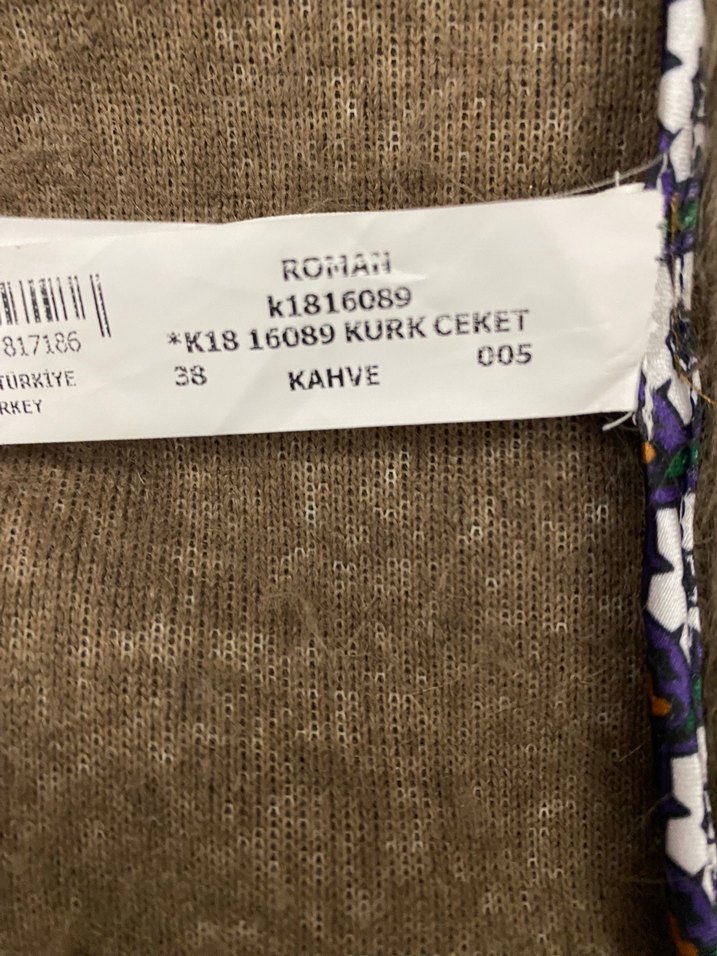 ROMAN
k1816089
*K18 16089 KURK CEKET
38 KAHVE 005
817186
TÜRKİYE
RKEY